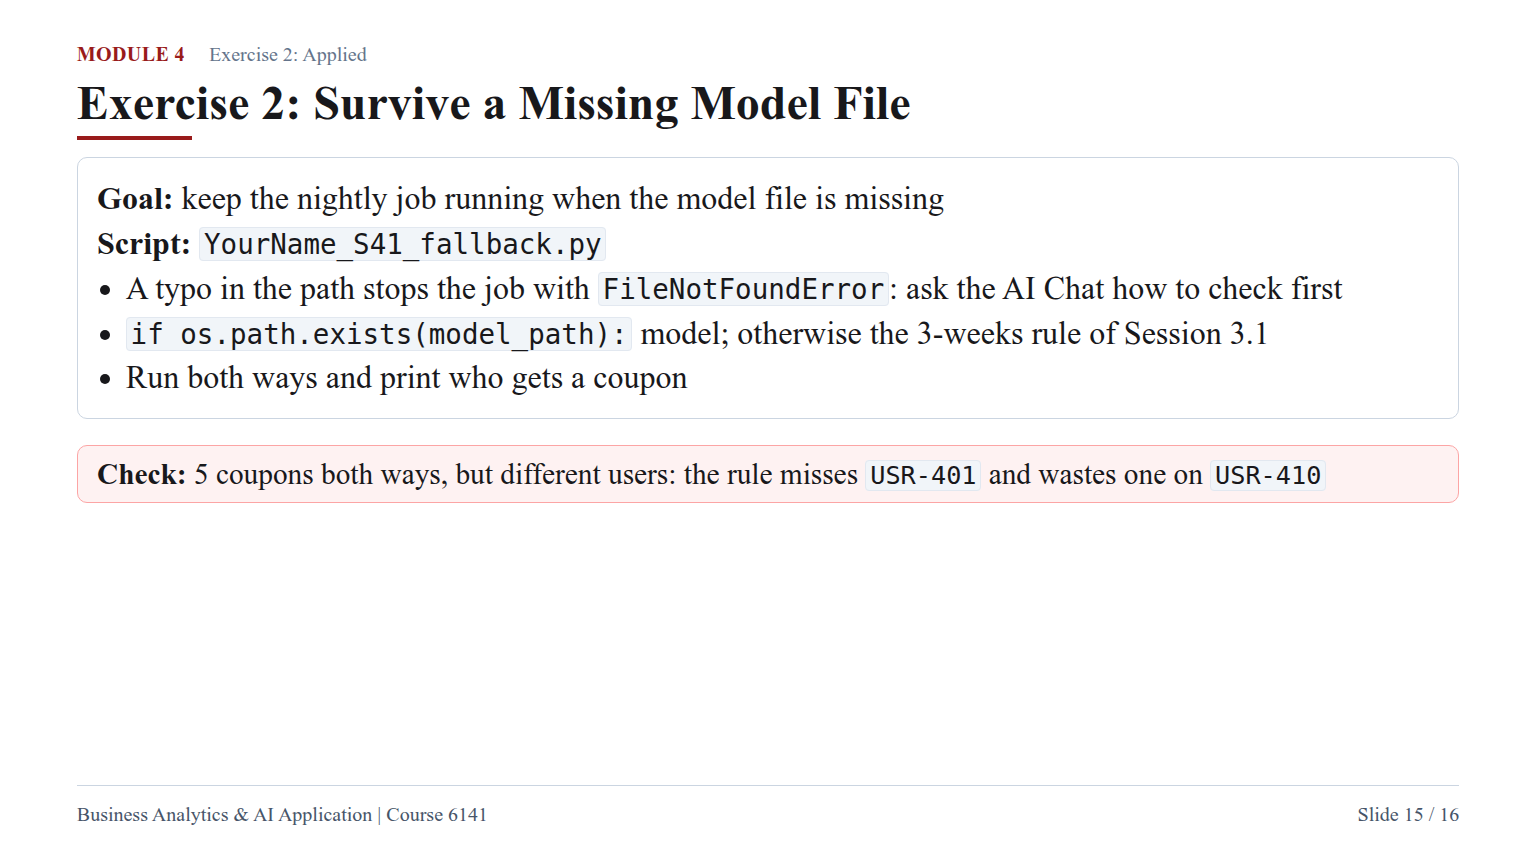 MODULE 4 Exercise 2: Applied
Exercise 2: Survive a Missing Model File
Goal: keep the nightly job running when the model file is missing
Script: YourName_S41_fallback.py
• A typo in the path stops the job with FileNotFoundError: ask the AI Chat how to check first
• if os.path.exists(model_path): model; otherwise the 3-weeks rule of Session 3.1
• Run both ways and print who gets a coupon
Check: 5 coupons both ways, but different users: the rule misses USR-401 and wastes one on USR-410
Business Analytics & AI Application | Course 6141
Slide 15 / 16